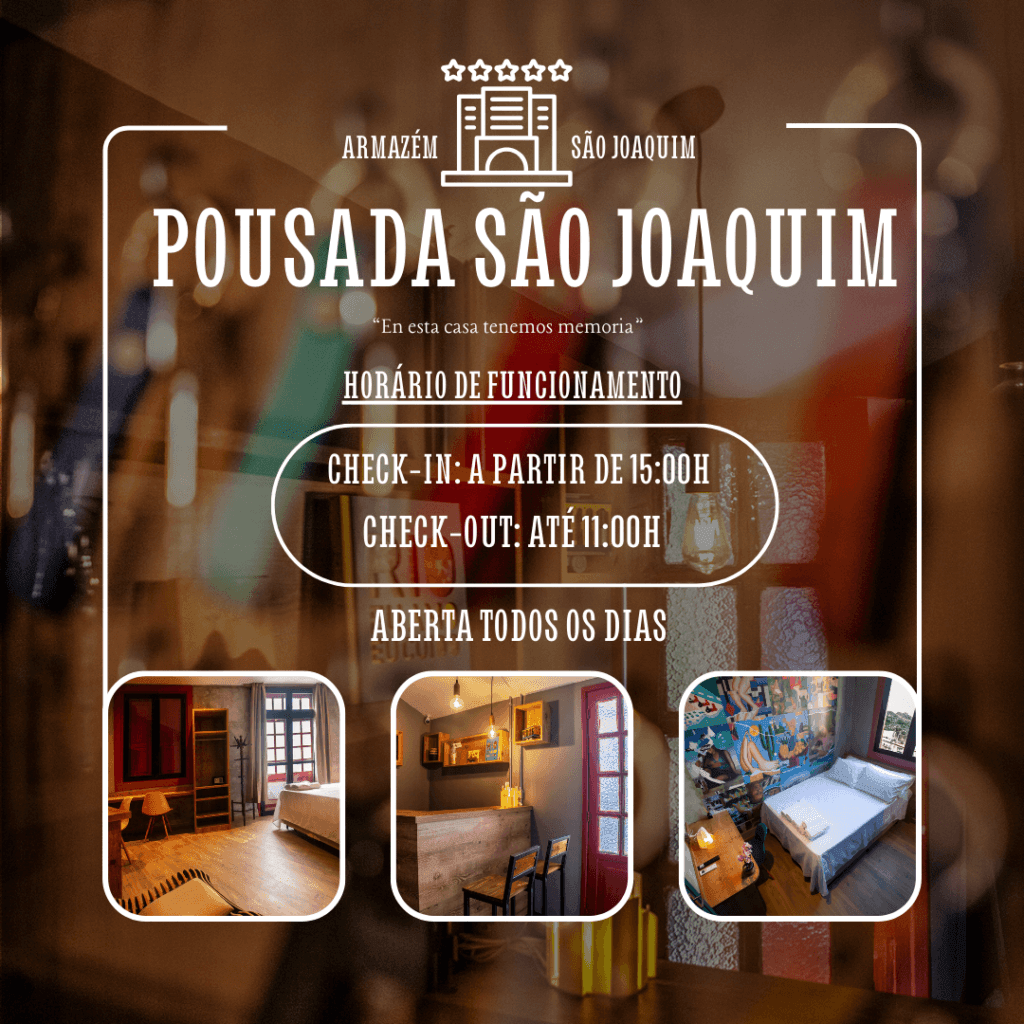 ARMAZÉM SÃO JOAQUIM
POUSADA SÃO JOAQUIM
“En esta casa tenemos memoria”
HORÁRIO DE FUNCIONAMENTO
CHECK-IN: A PARTIR DE 15:00H
CHECK-OUT: ATÉ 11:00H
ABERTA TODOS OS DIAS